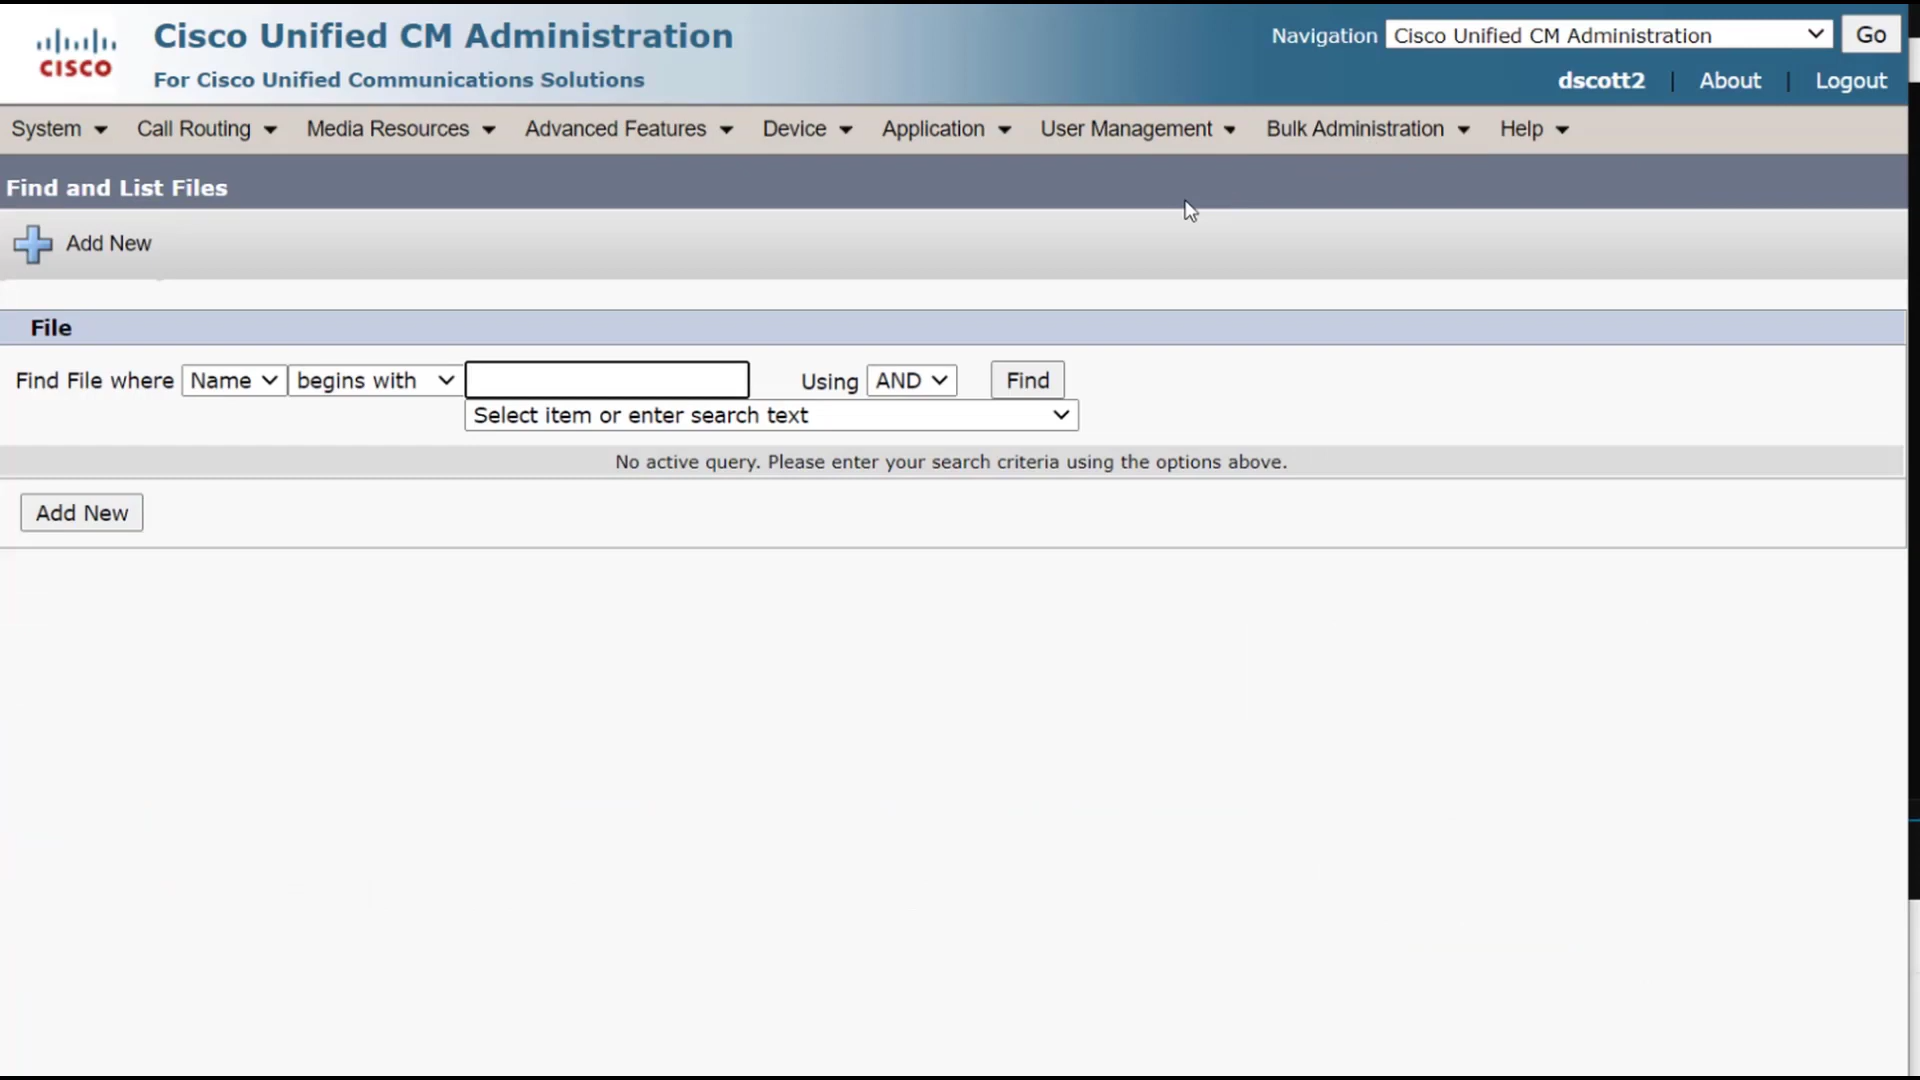 Cisco Unified CM Administration
For Cisco Unified Communications Solutions
CISCO
Navigation Cisco Unified CM Administration Go
dscott2 | About | Logout
System Call Routing Media Resources Advanced Features Device Application User Management Bulk Administration Help
Find and List Files
Add New
File
Find File where Name begins with Using AND Find
Select item or enter search text
No active query. Please enter your search criteria using the options above.
Add New